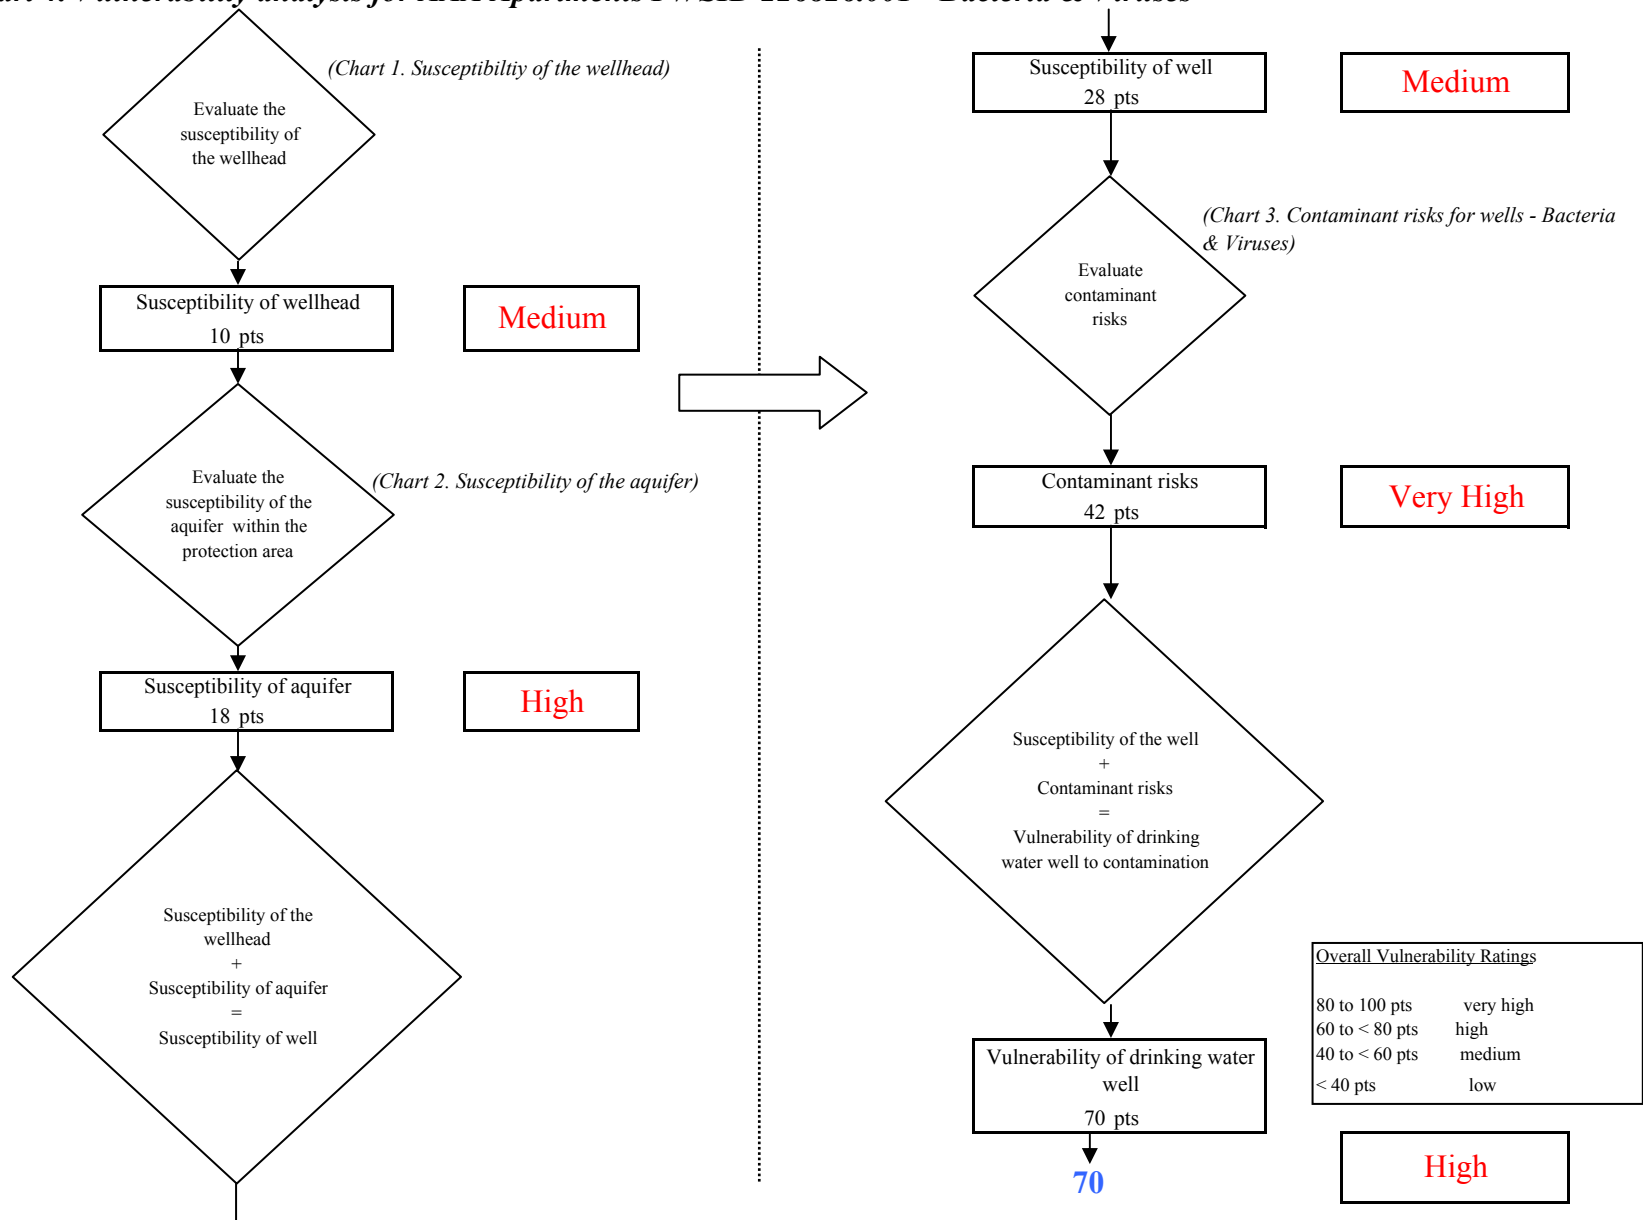 Vulnerability analysis for
Apartments
Bacteria & Viruses
(Chart 1. Susceptibiltiy of the wellhead)
Evaluate the
susceptibility of
the wellhead
Susceptibility of wellhead
10 pts
Medium
Evaluate the
susceptibility of the
aquifer within the
protection area
(Chart 2. Susceptibility of the aquifer)
Susceptibility of aquifer
18 pts
High
Susceptibility of the
wellhead
+
Susceptibility of aquifer
=
Susceptibility of well
Susceptibility of well
28 pts
Medium
(Chart 3. Contaminant risks for wells - Bacteria
& Viruses)
Evaluate
contaminant
risks
Contaminant risks
42 pts
Very High
Susceptibility of the well
+
Contaminant risks
=
Vulnerability of drinking
water well to contamination
Overall Vulnerability Ratings
80 to 100 pts very high
60 to < 80 pts high
40 to < 60 pts medium
< 40 pts low
Vulnerability of drinking water
well
70 pts
70
High